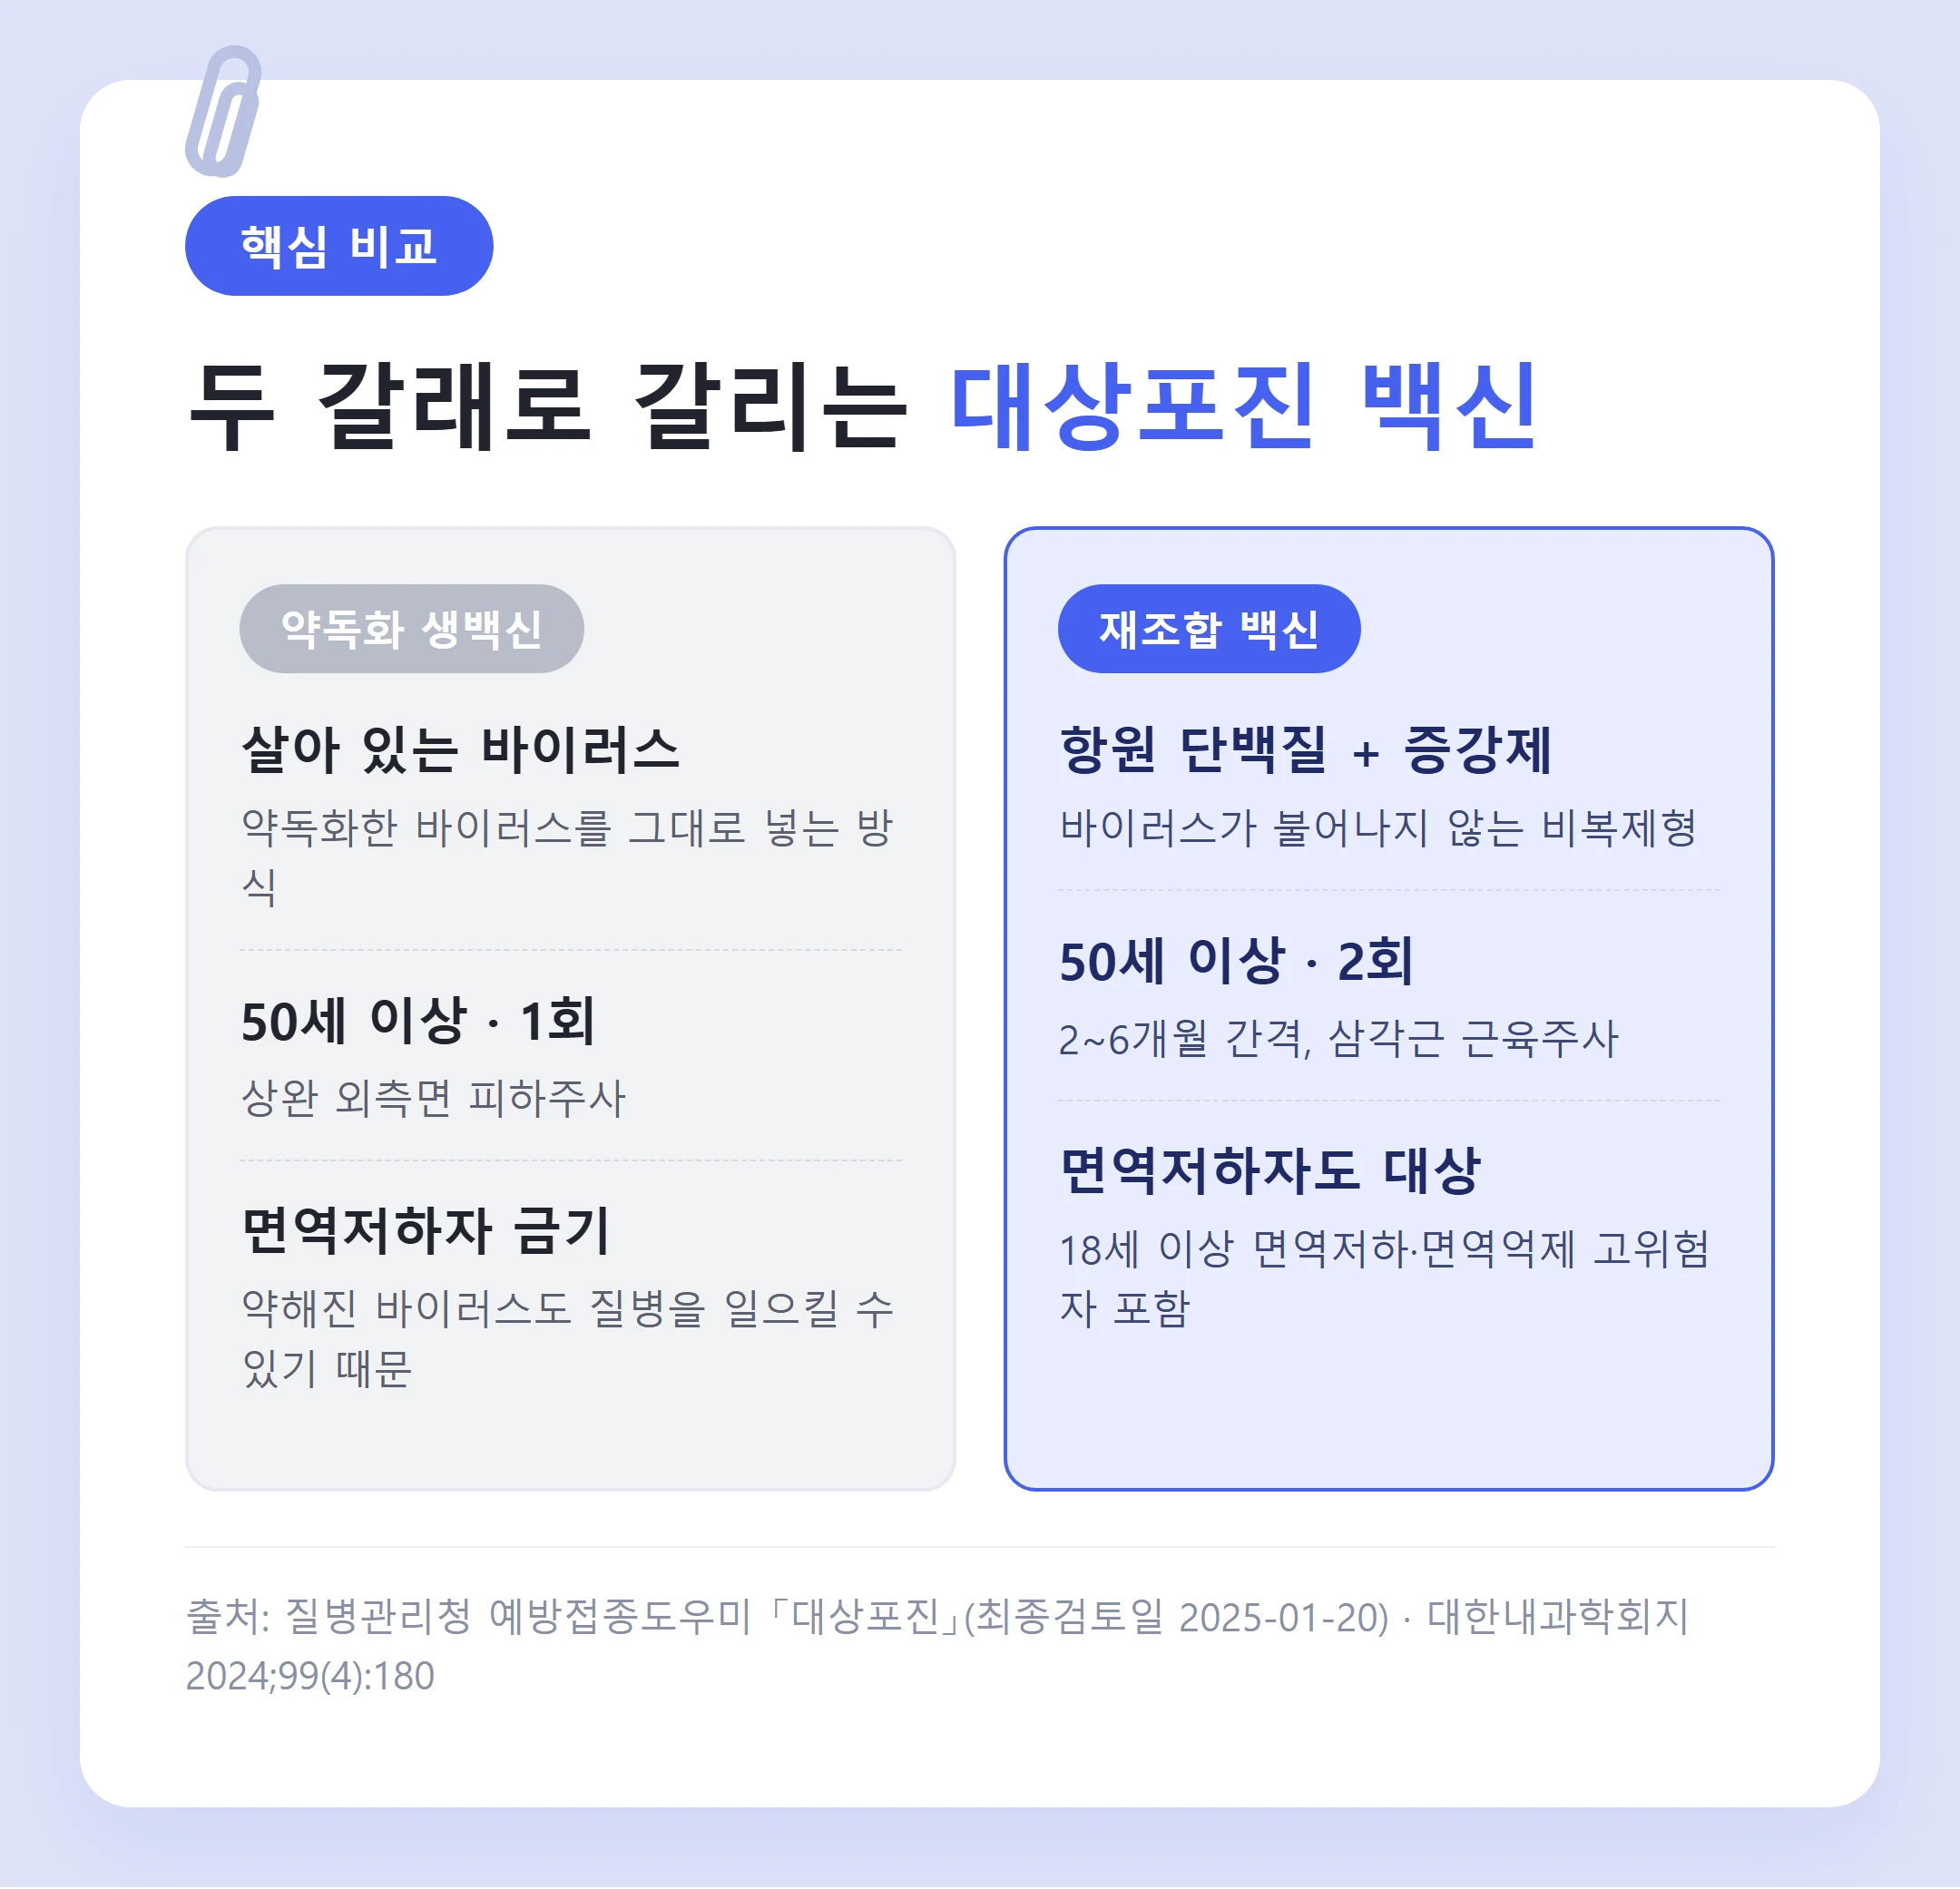 핵심 비교
두 갈래로 갈리는 대상포진 백신
약독화 생백신
살아 있는 바이러스
약독화한 바이러스를 그대로 넣는 방
식
50세 이상 · 1회
상완 외측면 피하주사
면역저하자 금기
약해진 바이러스도 질병을 일으킬 수
있기 때문
재조합 백신
항원 단백질 + 증강제
바이러스가 불어나지 않는 비복제형
50세 이상 · 2회
2~6개월 간격, 삼각근 근육주사
면역저하자도 대상
18세 이상 면역저하·면역억제 고위험
자 포함
출처: 질병관리청 예방접종도우미 「대상포진」(최종검토일 2025-01-20) · 대한내과학회지
2024;99(4):180